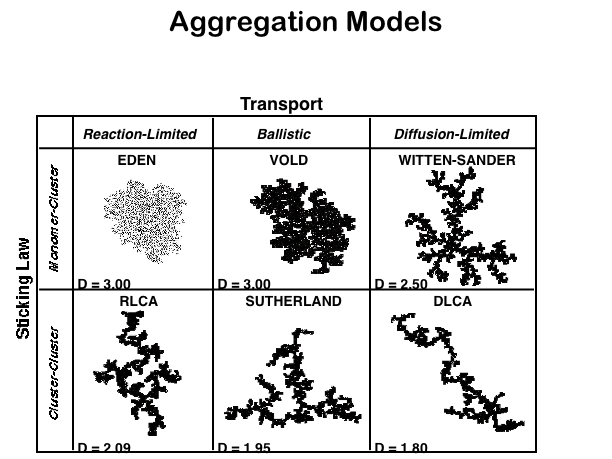 Aggregation Models
Transport
Reaction-Limited Ballistic Diffusion-Limited
Sticking Law
Monomer-Cluster
EDEN VOLD WITTEN-SANDER
D = 3.00 D = 3.00 D = 2.50
Cluster-Cluster
RLCA SUTHERLAND DLCA
D = 2.09 D = 1.95 D = 1.80